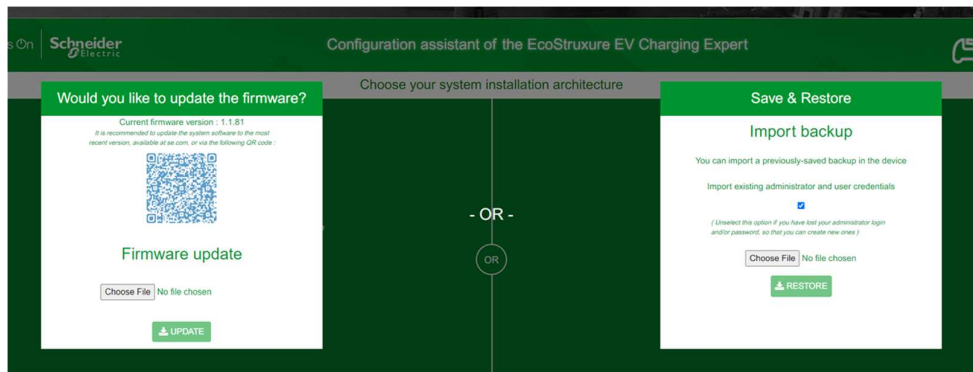 s On
Schneider
Electric
Configuration assistant of the EcoStruxure EV Charging Expert
Choose your system installation architecture
Would you like to update the firmware?
Current firmware version : 1.1.81
It is recommended to update the system software to the most
recent version, available at se.com, or via the following QR code :
Firmware update
Choose File No file chosen
UPDATE
- OR -
OR
Save & Restore
Import backup
You can import a previously-saved backup in the device
Import existing administrator and user credentials
( Unselect this option if you have lost your administrator login
and/or password, so that you can create new ones )
Choose File No file chosen
RESTORE